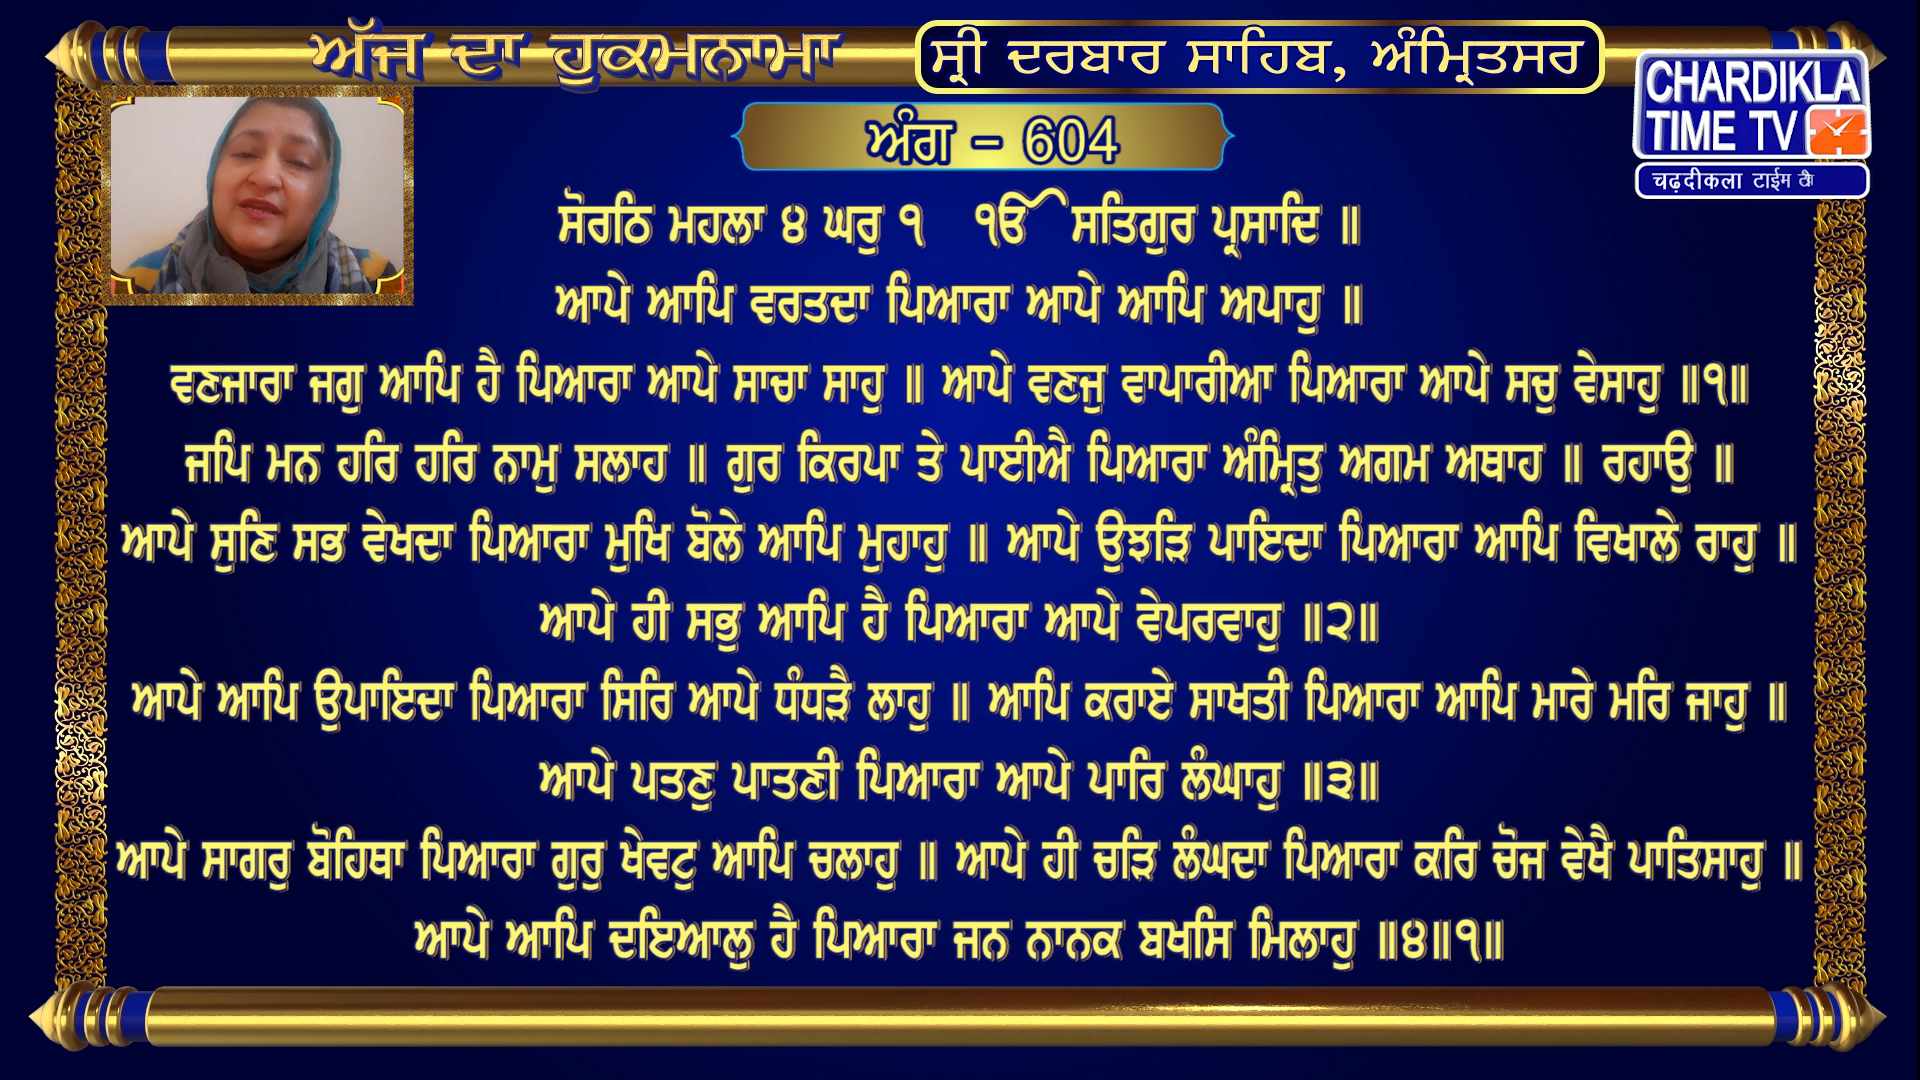 ਅੱਜ ਦਾ ਹੁਕਮਨਾਮਾ
ਸ੍ਰੀ ਦਰਬਾਰ ਸਾਹਿਬ, ਅੰਮ੍ਰਿਤਸਰ
CHARDIKLA
TIME TV
चढ़दीकला टाईम टी
ਅੰਗ - 604
ਸੋਰਠਿ ਮਹਲਾ ੪ ਘਰੁ ੧ ੴ ਸਤਿਗੁਰ ਪ੍ਰਸਾਦਿ ॥
ਆਪੇ ਆਪਿ ਵਰਤਦਾ ਪਿਆਰਾ ਆਪੇ ਆਪਿ ਅਪਾਹੁ ॥
ਵਣਜਾਰਾ ਜਗੁ ਆਪਿ ਹੈ ਪਿਆਰਾ ਆਪੇ ਸਾਚਾ ਸਾਹੁ ॥ ਆਪੇ ਵਣਜੁ ਵਾਪਾਰੀਆ ਪਿਆਰਾ ਆਪੇ ਸਚੁ ਵੇਸਾਹੁ ॥੧॥
ਜਪਿ ਮਨ ਹਰਿ ਹਰਿ ਨਾਮੁ ਸਲਾਹ ॥ ਗੁਰ ਕਿਰਪਾ ਤੇ ਪਾਈਐ ਪਿਆਰਾ ਅੰਮ੍ਰਿਤੁ ਅਗਮ ਅਥਾਹ ॥ ਰਹਾਉ ॥
ਆਪੇ ਸੁਣਿ ਸਭ ਵੇਖਦਾ ਪਿਆਰਾ ਮੁਖਿ ਬੋਲੇ ਆਪਿ ਮੁਹਾਹੁ ॥ ਆਪੇ ਉਝੜਿ ਪਾਇਦਾ ਪਿਆਰਾ ਆਪਿ ਵਿਖਾਲੇ ਰਾਹੁ ॥
ਆਪੇ ਹੀ ਸਭੁ ਆਪਿ ਹੈ ਪਿਆਰਾ ਆਪੇ ਵੇਪਰਵਾਹੁ ॥੨॥
ਆਪੇ ਆਪਿ ਉਪਾਇਦਾ ਪਿਆਰਾ ਸਿਰਿ ਆਪੇ ਧੰਧੜੈ ਲਾਹੁ ॥ ਆਪਿ ਕਰਾਏ ਸਾਖਤੀ ਪਿਆਰਾ ਆਪਿ ਮਾਰੇ ਮਰਿ ਜਾਹੁ ॥
ਆਪੇ ਪਤਣੁ ਪਾਤਣੀ ਪਿਆਰਾ ਆਪੇ ਪਾਰਿ ਲੰਘਾਹੁ ॥੩॥
ਆਪੇ ਸਾਗਰੁ ਬੋਹਿਥਾ ਪਿਆਰਾ ਗੁਰੁ ਖੇਵਟੁ ਆਪਿ ਚਲਾਹੁ ॥ ਆਪੇ ਹੀ ਚੜਿ ਲੰਘਦਾ ਪਿਆਰਾ ਕਰਿ ਚੋਜ ਵੇਖੈ ਪਾਤਿਸਾਹੁ ॥
ਆਪੇ ਆਪਿ ਦਇਆਲੁ ਹੈ ਪਿਆਰਾ ਜਨ ਨਾਨਕ ਬਖਸਿ ਮਿਲਾਹੁ ॥੪॥੧॥